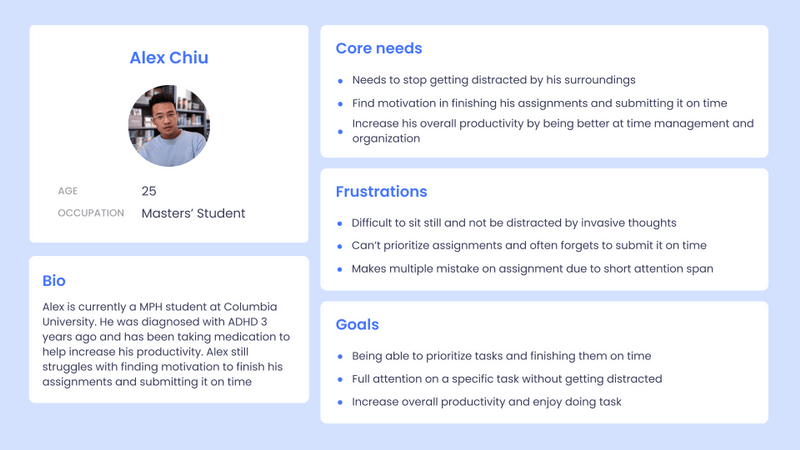 Alex Chiu
AGE 25
OCCUPATION Masters’ Student
Bio
Alex is currently a MPH student at Columbia
University. He was diagnosed with ADHD 3
years ago and has been taking medication to
help increase his productivity. Alex still
struggles with finding motivation to finish his
assignments and submitting it on time
Core needs
Needs to stop getting distracted by his surroundings
Find motivation in finishing his assignments and submitting it on time
Increase his overall productivity by being better at time management and
organization
Frustrations
Difficult to sit still and not be distracted by invasive thoughts
Can’t prioritize assignments and often forgets to submit it on time
Makes multiple mistake on assignment due to short attention span
Goals
Being able to prioritize tasks and finishing them on time
Full attention on a specific task without getting distracted
Increase overall productivity and enjoy doing task